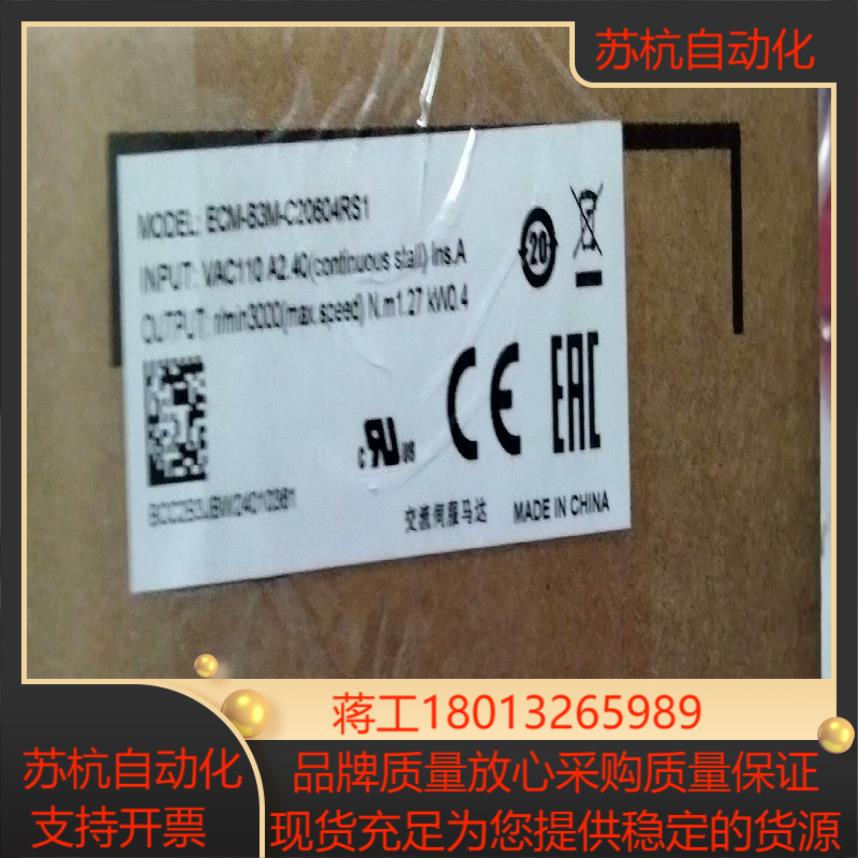 苏杭自动化
MODEL: ECM-B3M-C20604RS1
INPUT: VAC110 A2.40(continuous stall) Ins.A
OUTPUT: r/min3000(max.speed) N.m1.27 kW0.4
20
c RU US
CE
EAC
交流伺服马达
MADE IN CHINA
蒋工18013265989
苏杭自动化
支持开票
品牌质量放心采购质量保证
现货充足为您提供稳定的货源